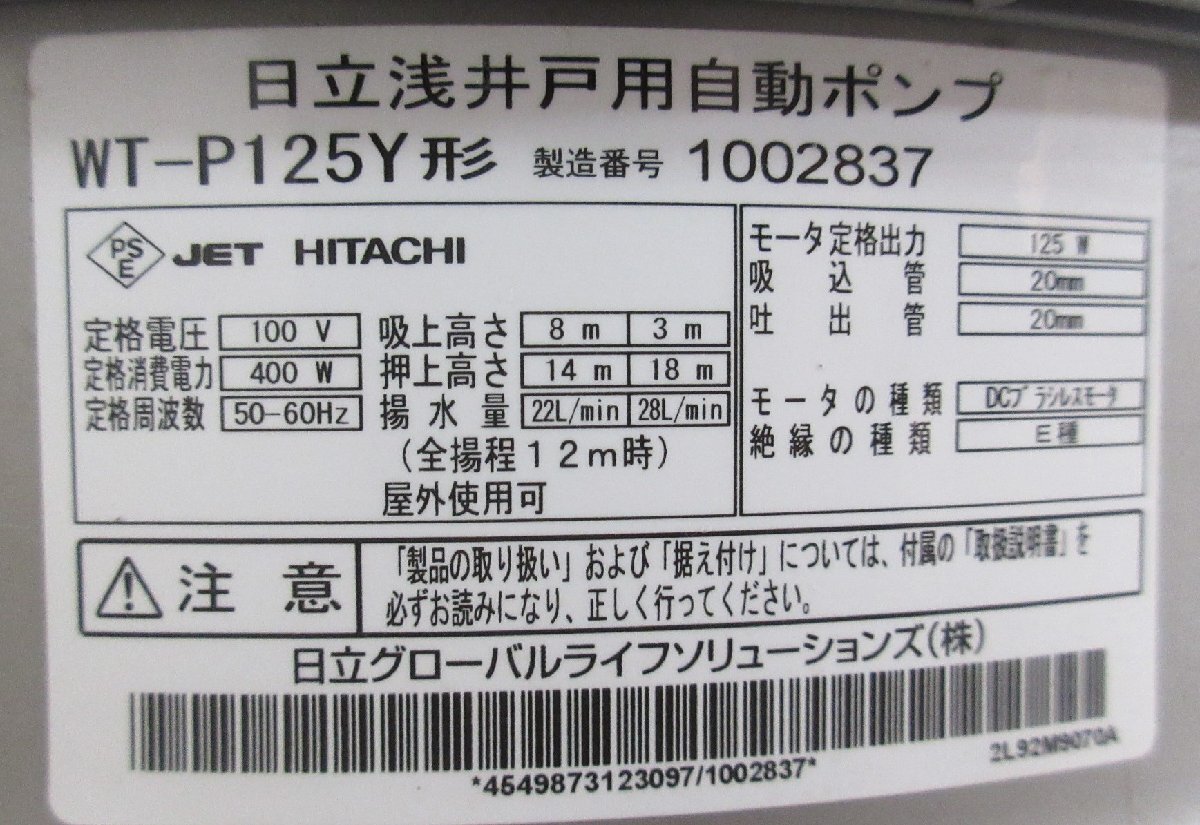 日立浅井戸用自動ポンプ
WT-P125Y形 製造番号 1002837
PS E JET HITACHI
定格電圧 100 V
定格消費電力 400 W
定格周波数 50-60Hz
吸上高さ 8 m 3 m
押上高さ 14 m 18 m
揚水量 22L/min 28L/min
(全揚程12m時)
屋外使用可
モータ定格出力 125 W
吸込管 20mm
吐出管 20mm
モータの種類 DCブラシレスモータ
絶縁の種類 E種
注意
「製品の取り扱い」および「据え付け」については、付属の「取扱説明書」を
必ずお読みになり、正しく行ってください。
日立グローバルライフソリューションズ(株)
2L92M9070A
*4549873123097/1002837*